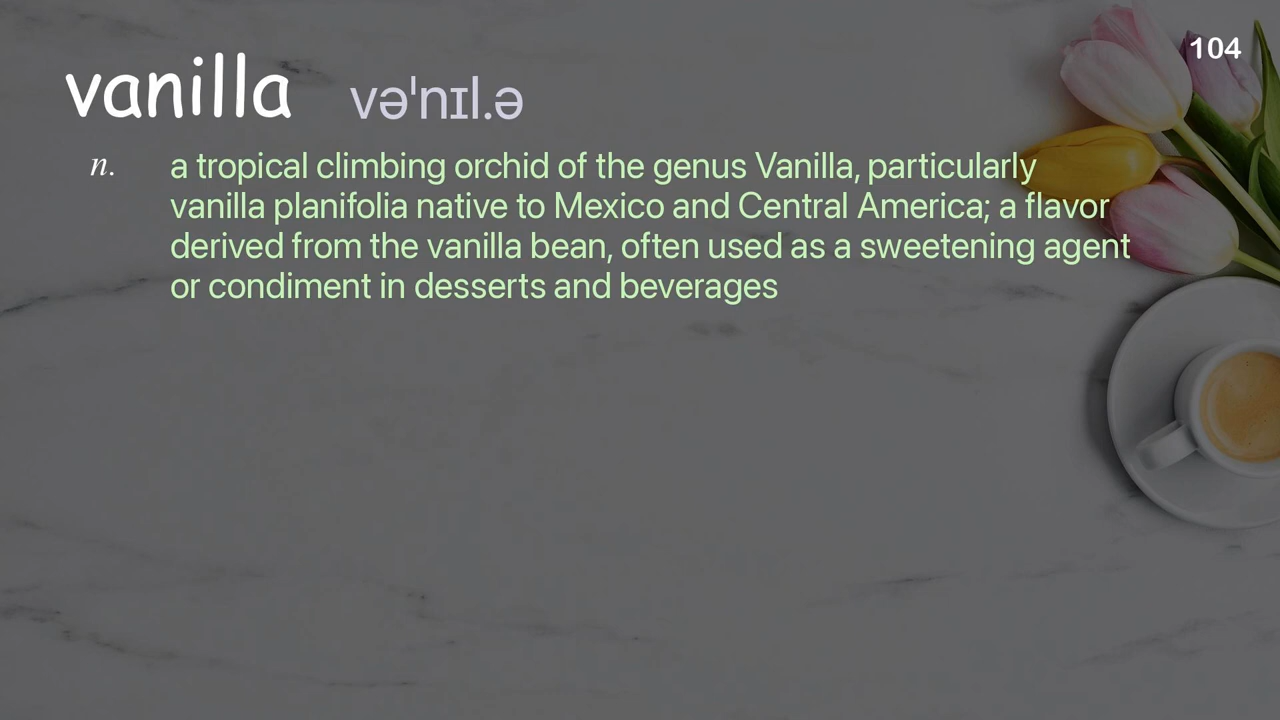 104
vanilla vəˈnɪl.ə
n. a tropical climbing orchid of the genus Vanilla, particularly
vanilla planifolia native to Mexico and Central America; a flavor
derived from the vanilla bean, often used as a sweetening agent
or condiment in desserts and beverages